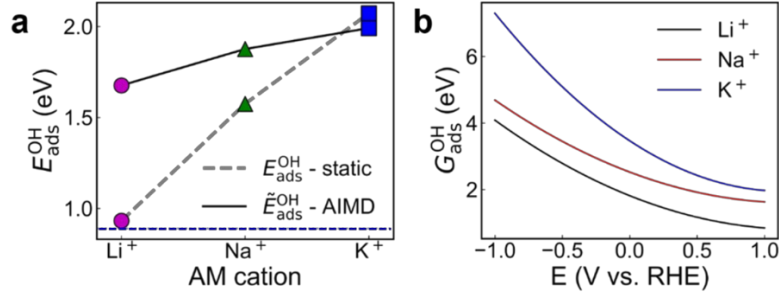 a
2.0
1.5
1.0
E_ads^OH (eV)
E_ads^OH - static
Ẽ_ads^OH - AIMD
Li⁺ Na⁺ K⁺
AM cation
b
6
4
2
G_ads^OH (eV)
Li⁺
Na⁺
K⁺
−1.0 −0.5 0.0 0.5 1.0
E (V vs. RHE)